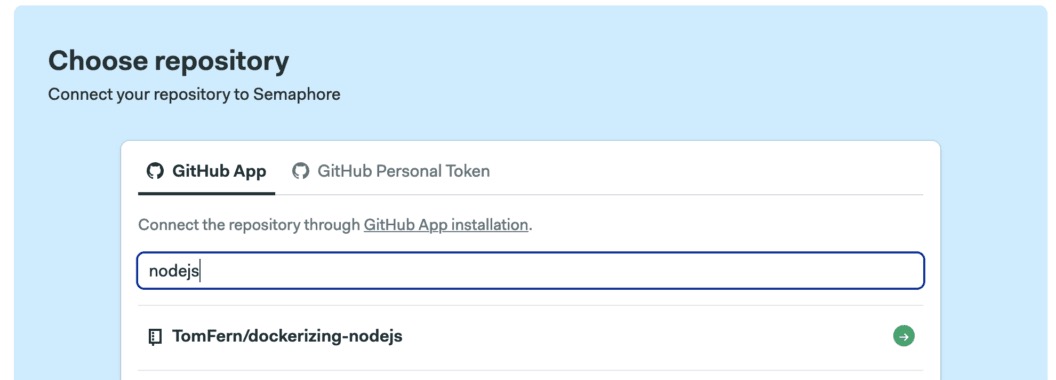 Choose repository
Connect your repository to Semaphore
GitHub App GitHub Personal Token
Connect the repository through GitHub App installation.
nodejs
TomFern/dockerizing-nodejs